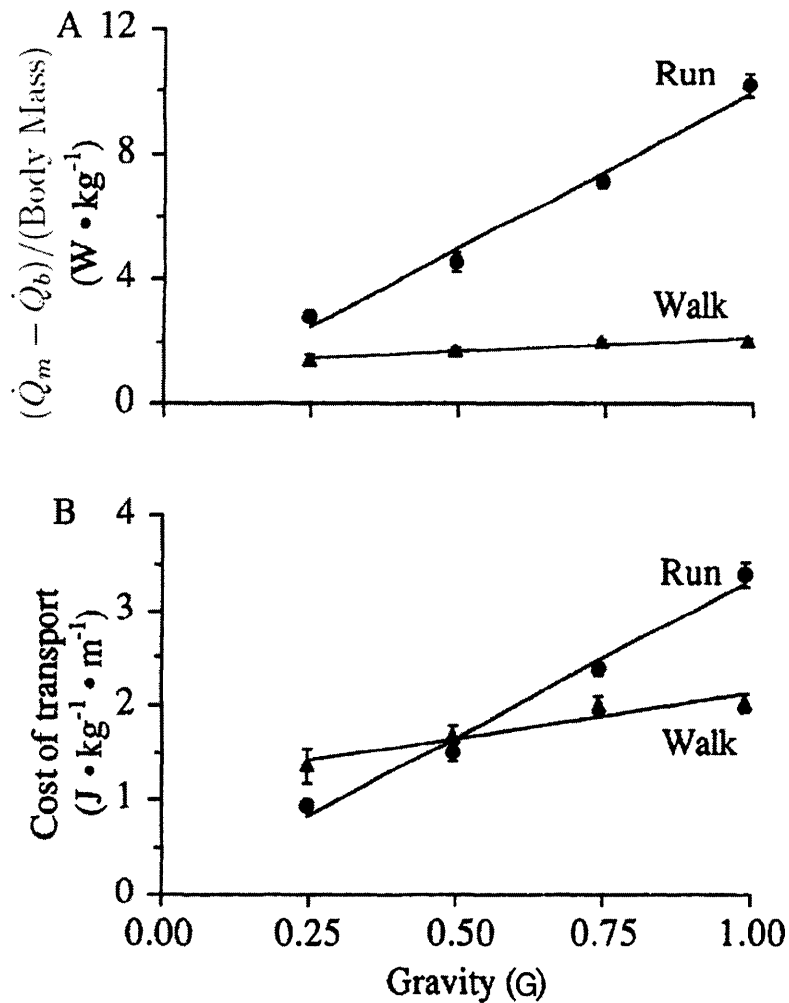 A
12
8
4
0
(Q̇m − Q̇b)/(Body Mass)
(W • kg⁻¹)
Run
Walk
B
4
3
2
1
0
Cost of transport
(J • kg⁻¹ • m⁻¹)
Run
Walk
0.00 0.25 0.50 0.75 1.00
Gravity (G)